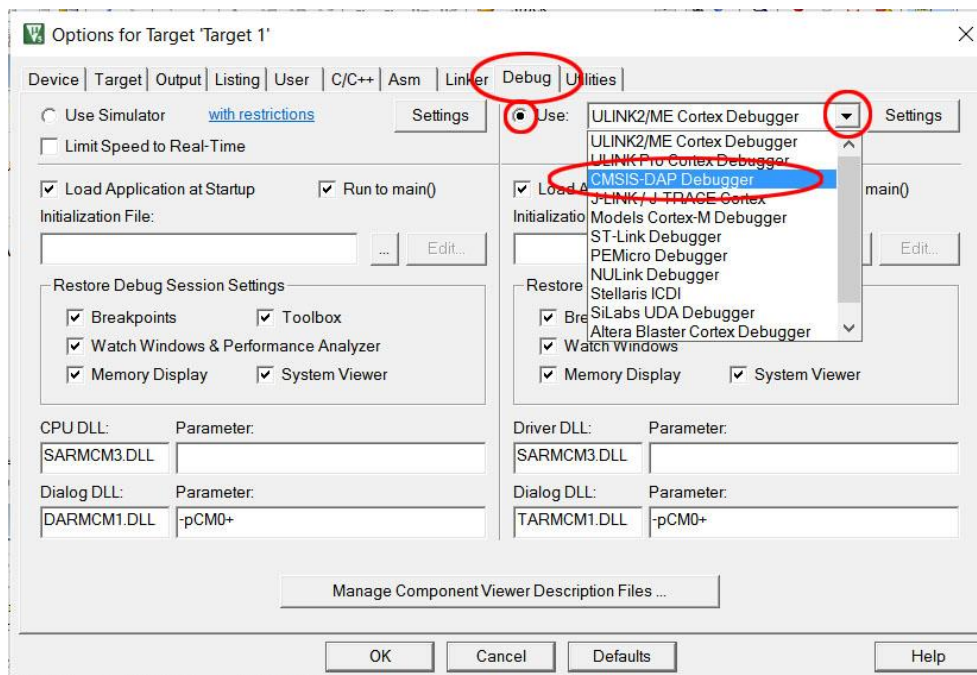 Options for Target 'Target 1'
Device Target Output Listing User C/C++ Asm Linker Debug Utilities
Use Simulator with restrictions Settings
Limit Speed to Real-Time
Load Application at Startup Run to main()
Initialization File:
... Edit...
Restore Debug Session Settings
Breakpoints Toolbox
Watch Windows & Performance Analyzer
Memory Display System Viewer
CPU DLL: Parameter:
SARMCM3.DLL
Dialog DLL: Parameter:
DARMCM1.DLL -pCM0+
Use: ULINK2/ME Cortex Debugger Settings
ULINK2/ME Cortex Debugger
ULINK Pro Cortex Debugger
CMSIS-DAP Debugger
J-LINK / J-TRACE Cortex
Models Cortex-M Debugger
ST-Link Debugger
PEMicro Debugger
NULink Debugger
Stellaris ICDI
SiLabs UDA Debugger
Altera Blaster Cortex Debugger
main()
Edit...
Restore
Watch Windows
Memory Display System Viewer
Driver DLL: Parameter:
SARMCM3.DLL
Dialog DLL: Parameter:
TARMCM1.DLL -pCM0+
Manage Component Viewer Description Files ...
OK Cancel Defaults Help